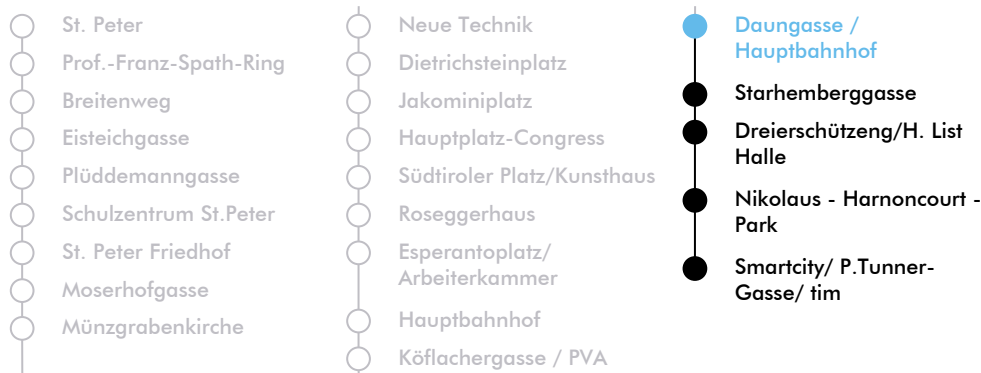 St. Peter
Prof.-Franz-Spath-Ring
Breitenweg
Eisteichgasse
Plüddemanngasse
Schulzentrum St.Peter
St. Peter Friedhof
Moserhofgasse
Münzgrabenkirche
Neue Technik
Dietrichsteinplatz
Jakominiplatz
Hauptplatz-Congress
Südtiroler Platz/Kunsthaus
Roseggerhaus
Esperantoplatz/
Arbeiterkammer
Hauptbahnhof
Köflachergasse / PVA
Daungasse /
Hauptbahnhof
Starhemberggasse
Dreierschützeng/H. List
Halle
Nikolaus - Harnoncourt -
Park
Smartcity/ P.Tunner-
Gasse/ tim